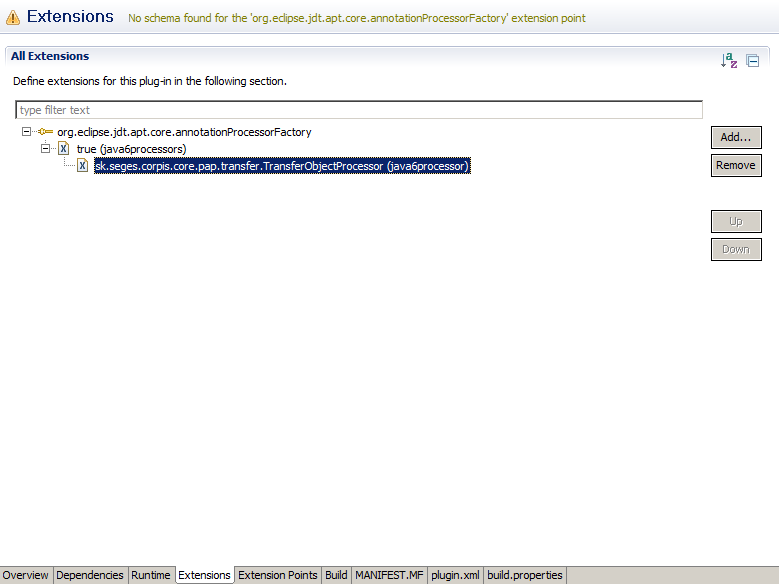 Extensions No schema found for the 'org.eclipse.jdt.apt.core.annotationProcessorFactory' extension point
All Extensions
Define extensions for this plug-in in the following section.
type filter text
org.eclipse.jdt.apt.core.annotationProcessorFactory
true (java6processors)
sk.seges.corpis.core.pap.transfer.TransferObjectProcessor (java6processor)
Add...
Remove
Up
Down
Overview Dependencies Runtime Extensions Extension Points Build MANIFEST.MF plugin.xml build.properties